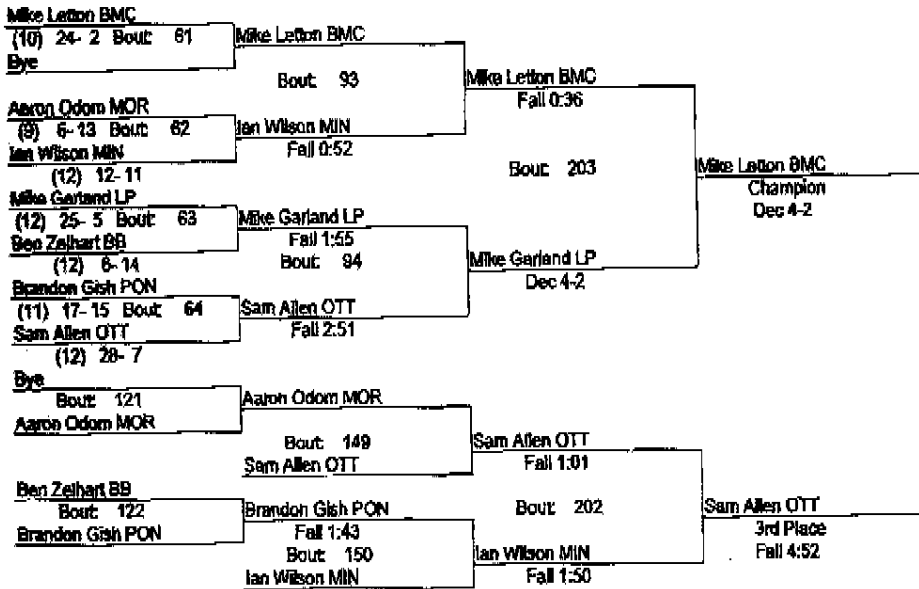 Mike Letton BMC
(10) 24- 2 Bout: 61
Bye
Mike Letton BMC
Bout: 93
Aaron Odom MOR
(9) 6- 13 Bout: 62
Ian Wilson MIN
(12) 12- 11
Ian Wilson MIN
Fall 0:52
Mike Letton BMC
Fall 0:36
Mike Garland LP
(12) 25- 5 Bout: 63
Ben Zelhart BB
(12) 6- 14
Mike Garland LP
Fall 1:55
Bout: 94
Brandon Gish PON
(11) 17- 15 Bout: 64
Sam Allen OTT
(12) 28- 7
Sam Allen OTT
Fall 2:51
Mike Garland LP
Dec 4-2
Bout: 203
Mike Letton BMC
Champion
Dec 4-2
Bye
Bout: 121
Aaron Odom MOR
Aaron Odom MOR
Bout: 149
Sam Allen OTT
Sam Allen OTT
Fall 1:01
Ben Zelhart BB
Bout: 122
Brandon Gish PON
Brandon Gish PON
Fall 1:43
Bout: 150
Ian Wilson MIN
Ian Wilson MIN
Fall 1:50
Bout: 202
Sam Allen OTT
3rd Place
Fall 4:52